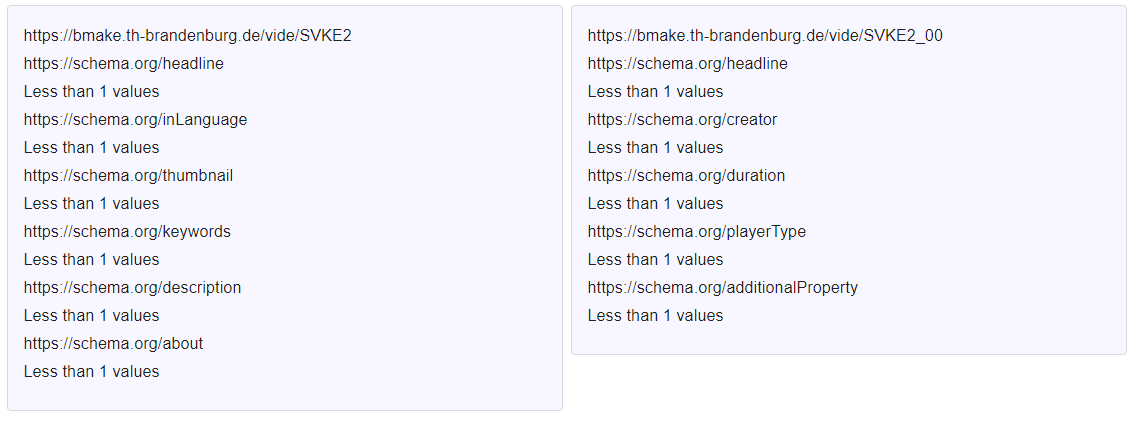 https://bmake.th-brandenburg.de/vide/SVKE2
https://schema.org/headline
Less than 1 values
https://schema.org/inLanguage
Less than 1 values
https://schema.org/thumbnail
Less than 1 values
https://schema.org/keywords
Less than 1 values
https://schema.org/description
Less than 1 values
https://schema.org/about
Less than 1 values
https://bmake.th-brandenburg.de/vide/SVKE2_00
https://schema.org/headline
Less than 1 values
https://schema.org/creator
Less than 1 values
https://schema.org/duration
Less than 1 values
https://schema.org/playerType
Less than 1 values
https://schema.org/additionalProperty
Less than 1 values